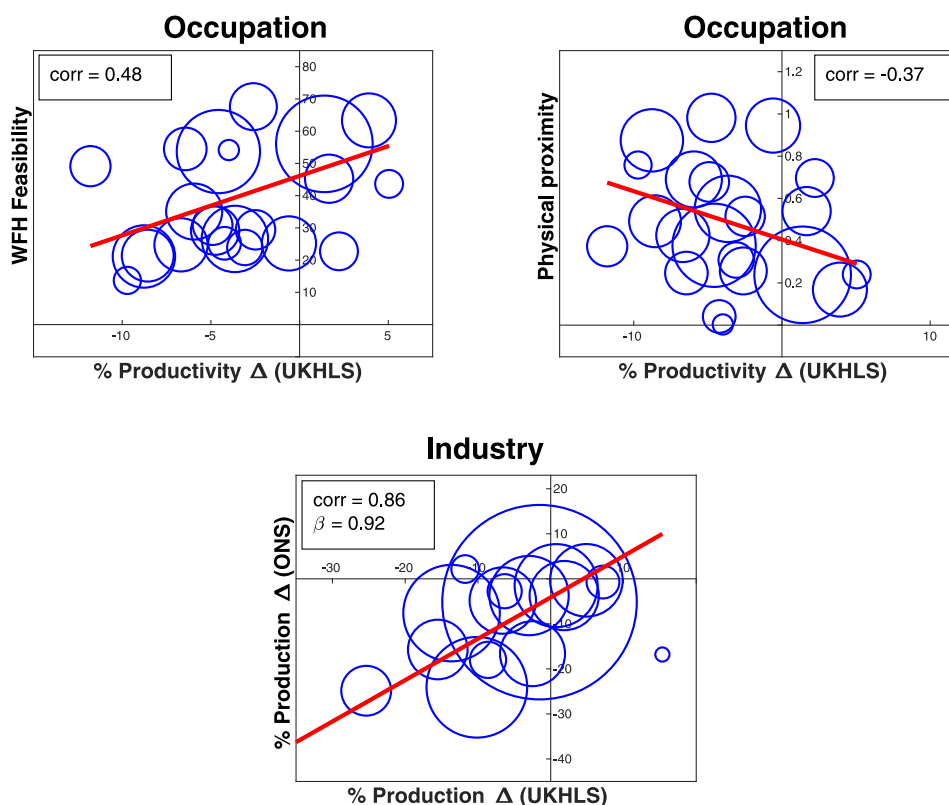 Occupation
corr = 0.48
80
70
60
50
40
30
20
10
-10
-5
5
WFH Feasibility
% Productivity Δ (UKHLS)
Occupation
corr = -0.37
1.2
1
0.8
0.6
0.4
0.2
-10
10
Physical proximity
% Productivity Δ (UKHLS)
Industry
corr = 0.86
β = 0.92
20
10
-30
-20
-10
10
-10
-20
-30
-40
% Production Δ (ONS)
% Production Δ (UKHLS)